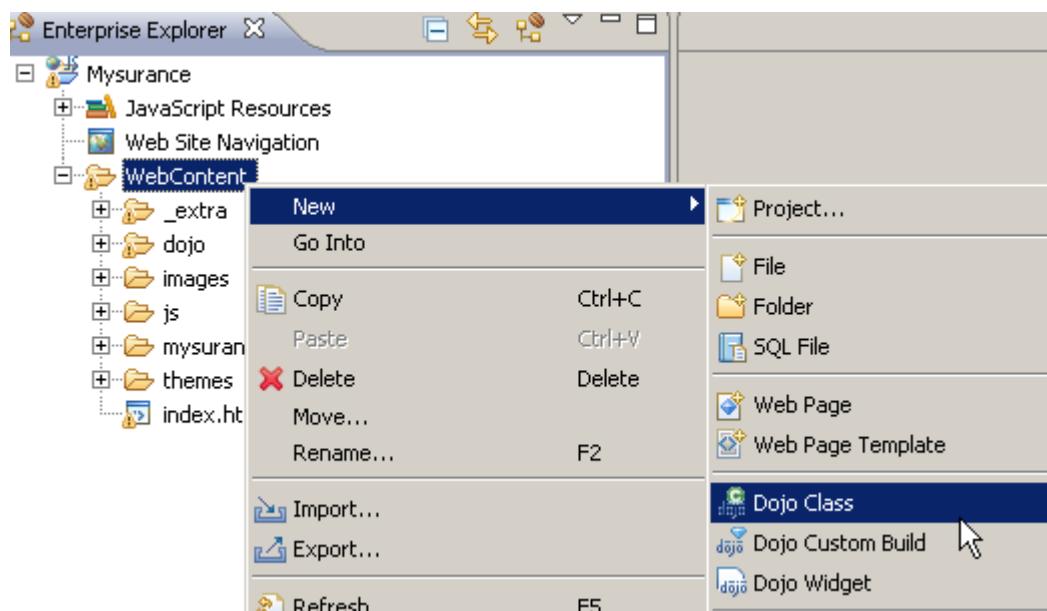 Enterprise Explorer
Mysurance
JavaScript Resources
Web Site Navigation
WebContent
_extra
dojo
images
js
mysuran
themes
index.ht
New
Go Into
Copy Ctrl+C
Paste Ctrl+V
Delete Delete
Move...
Rename... F2
Import...
Export...
Refresh F5
Project...
File
Folder
SQL File
Web Page
Web Page Template
Dojo Class
Dojo Custom Build
Dojo Widget